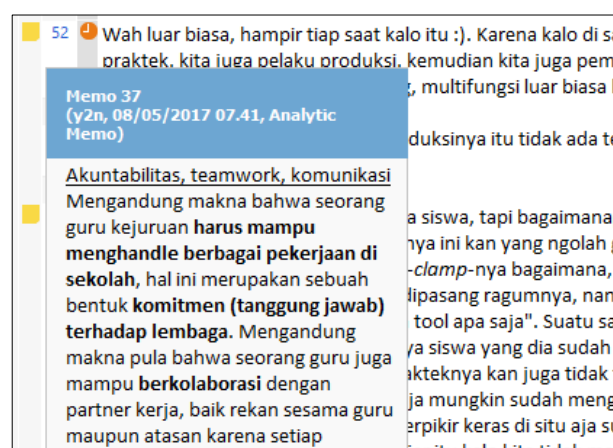 52 Wah luar biasa, hampir tiap saat kalo itu :). Karena kalo di
praktek, kita juga pelaku produksi, kemudian kita juga
, multifungsi luar biasa
Memo 37
(y2n, 08/05/2017 07.41, Analytic
Memo)
duksinya itu tidak ada
Akuntabilitas, teamwork, komunikasi
Mengandung makna bahwa seorang
guru kejuruan harus mampu
menghandle berbagai pekerjaan di
sekolah, hal ini merupakan sebuah
bentuk komitmen (tanggung jawab)
terhadap lembaga. Mengandung
makna pula bahwa seorang guru juga
mampu berkolaborasi dengan
partner kerja, baik rekan sesama guru
maupun atasan karena setiap
a siswa, tapi bagaimana
nya ini kan yang ngolah
-clamp-nya bagaimana,
dipasang ragumnya,
tool apa saja". Suatu
ya siswa yang dia sudah
akteknya kan juga tidak
ja mungkin sudah
erpikir keras di situ aja